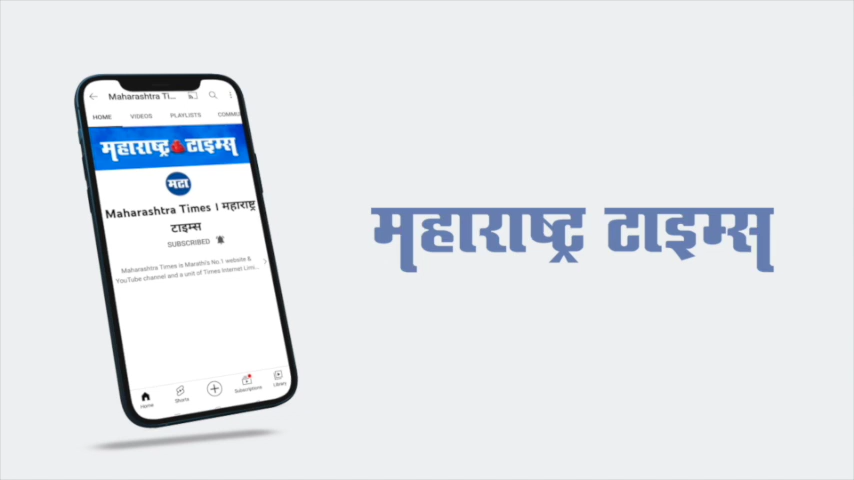 Maharashtra Ti...
HOME VIDEOS PLAYLISTS COMMU
महाराष्ट्र टाइम्स
मटा
Maharashtra Times । महाराष्ट्र
टाइम्स
SUBSCRIBED
Maharashtra Times is Marathi's No.1 website &
YouTube channel and a unit of Times Internet Limi...
Home Shorts Subscriptions Library
महाराष्ट्र टाइम्स